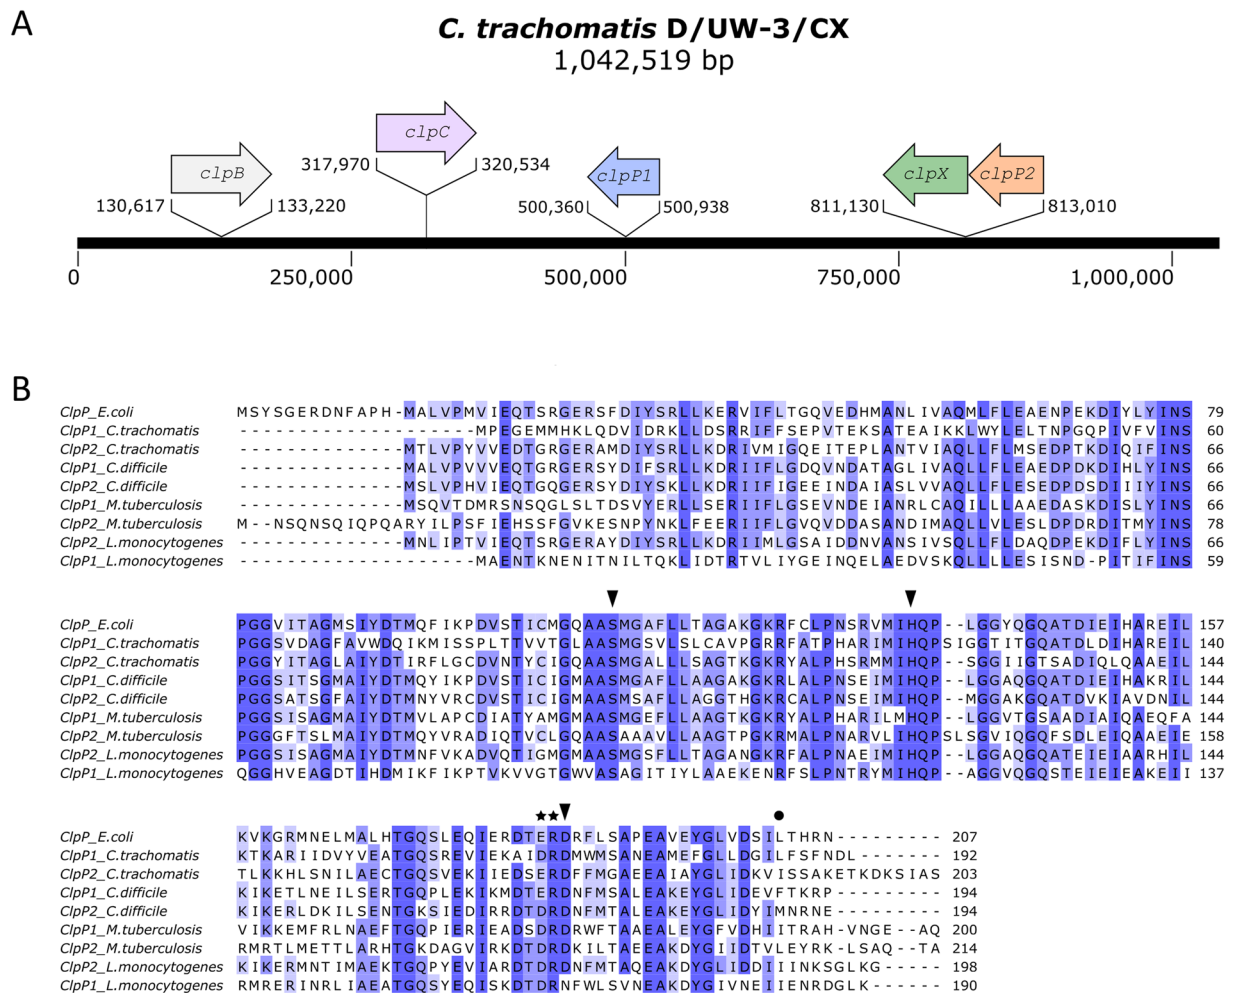 A
C. trachomatis D/UW-3/CX
1,042,519 bp
clpB
clpC
clpP1
clpX
clpP2
130,617
133,220
317,970
320,534
500,360
500,938
811,130
813,010
0
250,000
500,000
750,000
1,000,000
B
ClpP_E.coli MSYSGERDNFAPH-MALVPMVIEQTSRGERSFDIYSRLLKERVIFLTGQVEDHMANLIVAQMLFLEAENPEKDIYLYINS 79
ClpP1_C.trachomatis --------------------MPEGEMMHKLQDVIDRKLLDSRRIFFSEPVTEKSATEAIKKLWYLELTNPGQPIVFVINS 60
ClpP2_C.trachomatis --------------MTLVPYVVEDTGRGERAMDIYSRLLKDRIVMIGQEITEPLANTVIAQLLFLMSEDPTKDIQIFINS 66
ClpP1_C.difficile --------------MALVPVVVEQTGRGERSYDIFSRLLKDRIIFLGDQVNDATAGLIVAQLLFLEAEDPDKDIHLYINS 66
ClpP2_C.difficile --------------MSLVPHVIEQTGQGERSYDIYSKLLKDRIIFIGEEINDAIASLVVAQLLFLESEDPDSDIIIYINS 66
ClpP1_M.tuberculosis --------------MSQVTDMRSNSQGLSLTDSVYERLLSERIIFLGSEVNDEIANRLCAQILLLAAEDASKDISLYINS 66
ClpP2_M.tuberculosis M--NSQNSQIQPQARYILPSFIEHSSFGVKESNPYNKLFEERIIFLGVQVDDASANDIMAQLLVLESLDPDRDITMYINS 78
ClpP2_L.monocytogenes --------------MNLIPTVIEQTSRGERAYDIYSRLLKDRIIMLGSAIDDNVANSIVSQLLFLDAQDPEKDIFLYINS 66
ClpP1_L.monocytogenes --------------------MAENTKNENITNILTQKLIDTRTVLIYGEINQELAEDVSKQLLLLESISND-PITIFINS 59
▼ ▼
ClpP_E.coli PGGVITAGMSIYDTMQFIKPDVSTICMGQAASMGAFLLTAGAKGKRFCLPNSRVMIHQP--LGGYQGQATDIEIHAREIL 157
ClpP1_C.trachomatis PGGSVDAGFAVWDQIKMISSPLTTVVTGLAASMGSVLSLCAVPGRRFATPHARIMIHQPSIGGTITGQATDLDIHAREIL 140
ClpP2_C.trachomatis PGGYITAGLAIYDTIRFLGCDVNTYCIGQAASMGALLLSAGTKGKRYALPHSRMMIHQP--SGGIIGTSADIQLQAAEIL 144
ClpP1_C.difficile PGGSITSGMAIYDTMQYIKPDVSTICIGMAASMGAFLLAAGAKGKRLALPNSEIMIHQP--LGGAQGQATDIEIHAKRIL 144
ClpP2_C.difficile PGGSATSGFAIYDTMNYVRCDVSTICIGMAASMGAFLLMAGGTHGKRCALPNSEIMIHQP--MGGAKGQATDVKIAVDNIL 144
ClpP1_M.tuberculosis PGGSISAGMAIYDTMVLAPCDIATYAMGMAASMGEFLLAAGTKGKRYALPHARILMHQP--LGGVTGSAADIAIQAEQFA 144
ClpP2_M.tuberculosis PGGGFTSLMAIYDTMQYVRADIQTVCLGQAASAAAVLLAAGTPGKRMALPNARVLIHQPSLSGVIQGQFSDLEIQAAEIE 158
ClpP2_L.monocytogenes PGGSISAGMAIYDTMNFVKADVQTIGMGMAASMGSFLLTAGANGKRFALPNAEIMIHQP--LGGAQGQATEIEIAARHIL 144
ClpP1_L.monocytogenes QGGHVEAGDTIHDMIKFIKPTVKVVGTGWVASAGITIYLAAEKENRFSLPNTRYMIHQP--AGGVQGQSTEIEIEAKEII 137
★★▼ ●
ClpP_E.coli KVKGRMNELMALHTGQSLEQIERDTERDRFLSAPEAVEYGLVDSILTHRN--------- 207
ClpP1_C.trachomatis KTKARIIDVYVEATGQSREVIEKAIDRDMWMSANEAMEFGLLDGILFSFNDL------- 192
ClpP2_C.trachomatis TLKKHLSNILAECTGQSVEKIIEDSERDFFMGAEEAIAYGLIDKVISSAKETKDKSIAS 203
ClpP1_C.difficile KIKETLNEILSERTGQPLEKIKMDTERDNFMSALEAKEYGLIDEVFTKRP--------- 194
ClpP2_C.difficile KIKERLDKILSENTGKSIEDIRRDTDRDNFMTALEAKEYGLIDYIMNRNE--------- 194
ClpP1_M.tuberculosis VIKKEMFRLNAEFTGQPIERIEADSDRDRWFTAAEALEYGFVDHIITRAH-VNGE--AQ 200
ClpP2_M.tuberculosis RMRTLMETTLARHTGKDAGVIRKDTDRDKILTAEEAKDYGIIDTVLEYRK-LSAQ--TA 214
ClpP2_L.monocytogenes KIKERMNTIMAEKTGQPYEVIARDTDRDNFMTAQEAKDYGLIDDIIINKSGLKG----- 198
ClpP1_L.monocytogenes RMRERINRLIAEATGQSYEQISKDTDRNFWLSVNEAKDYGIVNEIIENRDGLK------ 190